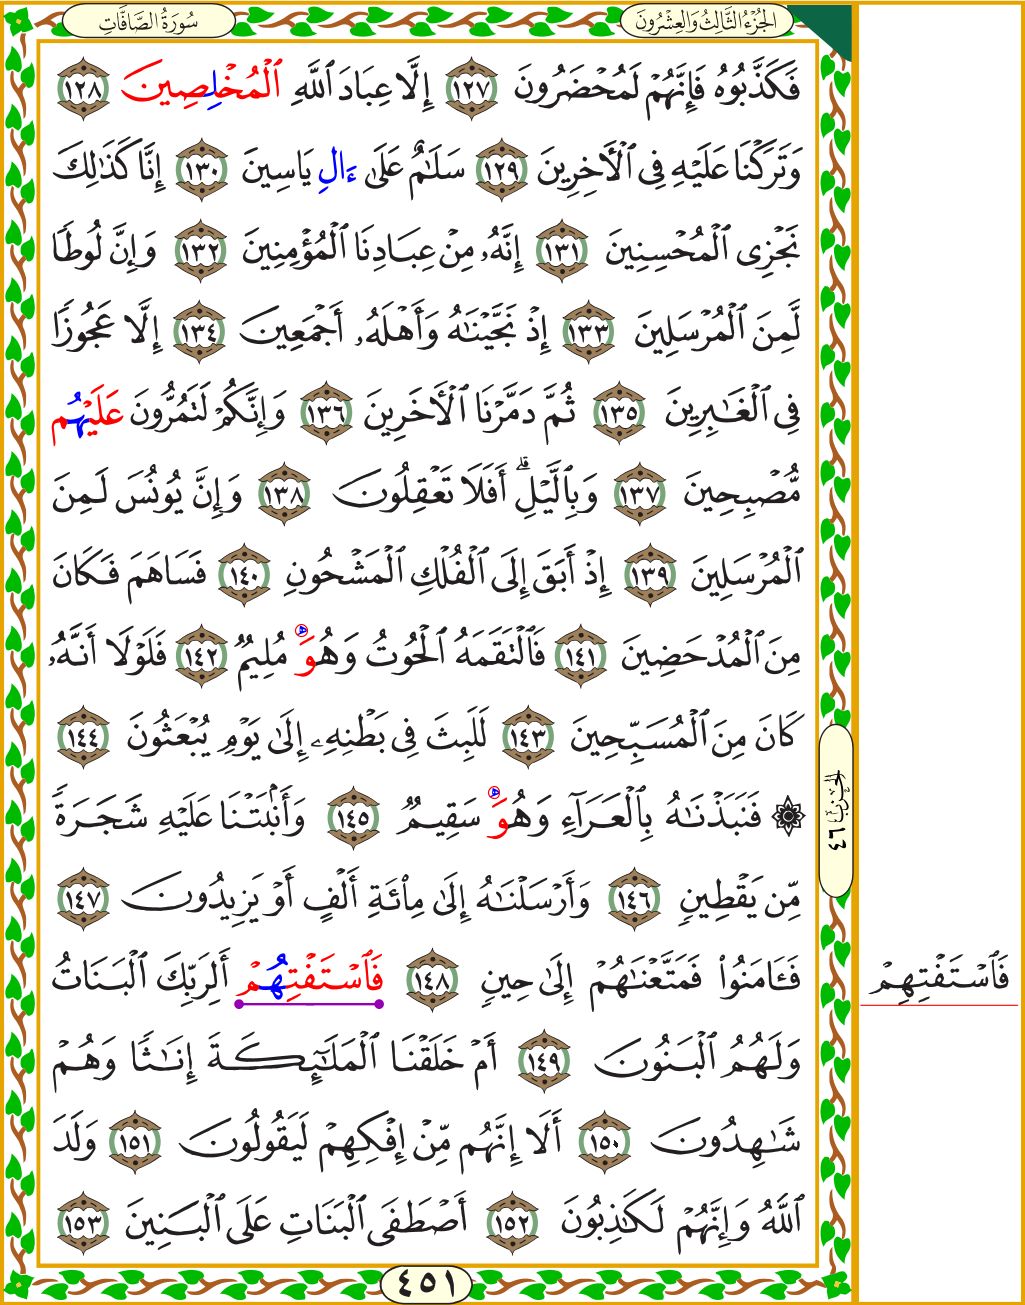 سُورَةُ الصَّافَّاتِ
الجُزْءُ الثَّالِثُ وَالعِشْرُونَ
فَكَذَّبُوهُ فَإِنَّهُمْ لَمُحْضَرُونَ ١٢٧ إِلَّا عِبَادَ ٱللَّهِ ٱلْمُخْلِصِينَ ١٢٨
وَتَرَكْنَا عَلَيْهِ فِى ٱلْأَخِرِينَ ١٢٩ سَلَٰمٌ عَلَىٰ ءَالِ يَاسِينَ ١٣٠ إِنَّا كَذَٰلِكَ
نَجْزِى ٱلْمُحْسِنِينَ ١٣١ إِنَّهُۥ مِنْ عِبَادِنَا ٱلْمُؤْمِنِينَ ١٣٢ وَإِنَّ لُوطًا
لَّمِنَ ٱلْمُرْسَلِينَ ١٣٣ إِذْ نَجَّيْنَٰهُ وَأَهْلَهُۥ أَجْمَعِينَ ١٣٤ إِلَّا عَجُوزًا
فِى ٱلْغَٰبِرِينَ ١٣٥ ثُمَّ دَمَّرْنَا ٱلْأَخَرِينَ ١٣٦ وَإِنَّكُمْ لَتَمُرُّونَ عَلَيْهُم
مُّصْبِحِينَ ١٣٧ وَبِٱلَّيْلِ ۗ أَفَلَا تَعْقِلُونَ ١٣٨ وَإِنَّ يُونُسَ لَمِنَ
ٱلْمُرْسَلِينَ ١٣٩ إِذْ أَبَقَ إِلَى ٱلْفُلْكِ ٱلْمَشْحُونِ ١٤٠ فَسَاهَمَ فَكَانَ
مِنَ ٱلْمُدْحَضِينَ ١٤١ فَٱلْتَقَمَهُ ٱلْحُوتُ وَهُوَ مُلِيمٌ ١٤٢ فَلَوْلَا أَنَّهُۥ
كَانَ مِنَ ٱلْمُسَبِّحِينَ ١٤٣ لَلَبِثَ فِى بَطْنِهِۦ إِلَىٰ يَوْمِ يُبْعَثُونَ ١٤٤
۞ فَنَبَذْنَٰهُ بِٱلْعَرَآءِ وَهُوَ سَقِيمٌ ١٤٥ وَأَنۢبَتْنَا عَلَيْهِ شَجَرَةً
مِّن يَقْطِينٍ ١٤٦ وَأَرْسَلْنَٰهُ إِلَىٰ مِا۟ئَةِ أَلْفٍ أَوْ يَزِيدُونَ ١٤٧
فَـَٔامَنُوا۟ فَمَتَّعْنَٰهُمْ إِلَىٰ حِينٍ ١٤٨ فَٱسْتَفْتِهُمْ أَلِرَبِّكَ ٱلْبَنَاتُ
فَٱسْتَفْتِهِمْ
وَلَهُمُ ٱلْبَنُونَ ١٤٩ أَمْ خَلَقْنَا ٱلْمَلَٰٓئِكَةَ إِنَٰثًا وَهُمْ
شَٰهِدُونَ ١٥٠ أَلَا إِنَّهُم مِّنْ إِفْكِهِمْ لَيَقُولُونَ ١٥١ وَلَدَ
ٱللَّهُ وَإِنَّهُمْ لَكَٰذِبُونَ ١٥٢ أَصْطَفَى ٱلْبَنَاتِ عَلَى ٱلْبَنِينَ ١٥٣
الحزب ٤٦
٤٥١